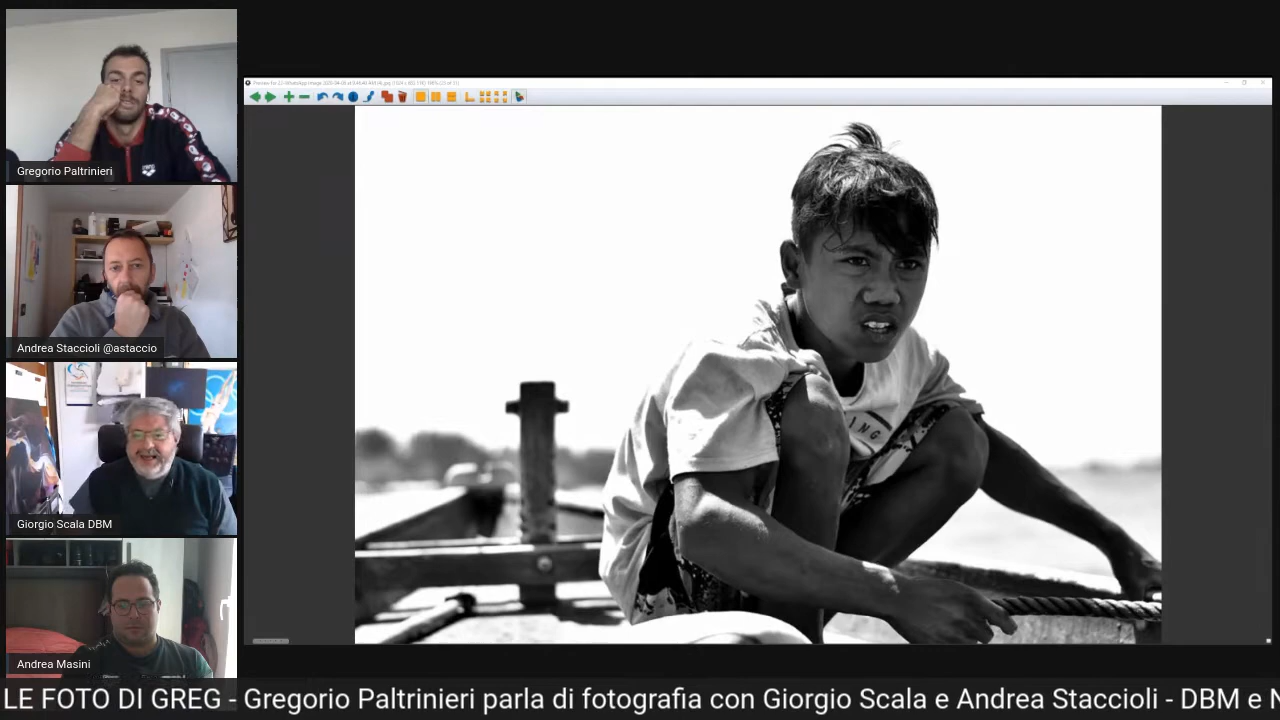 Gregorio Paltrinieri
Andrea Staccioli @astaccio
Giorgio Scala DBM
Andrea Masini
ING
LE FOTO DI GREG - Gregorio Paltrinieri parla di fotografia con Giorgio Scala e Andrea Staccioli - DBM e